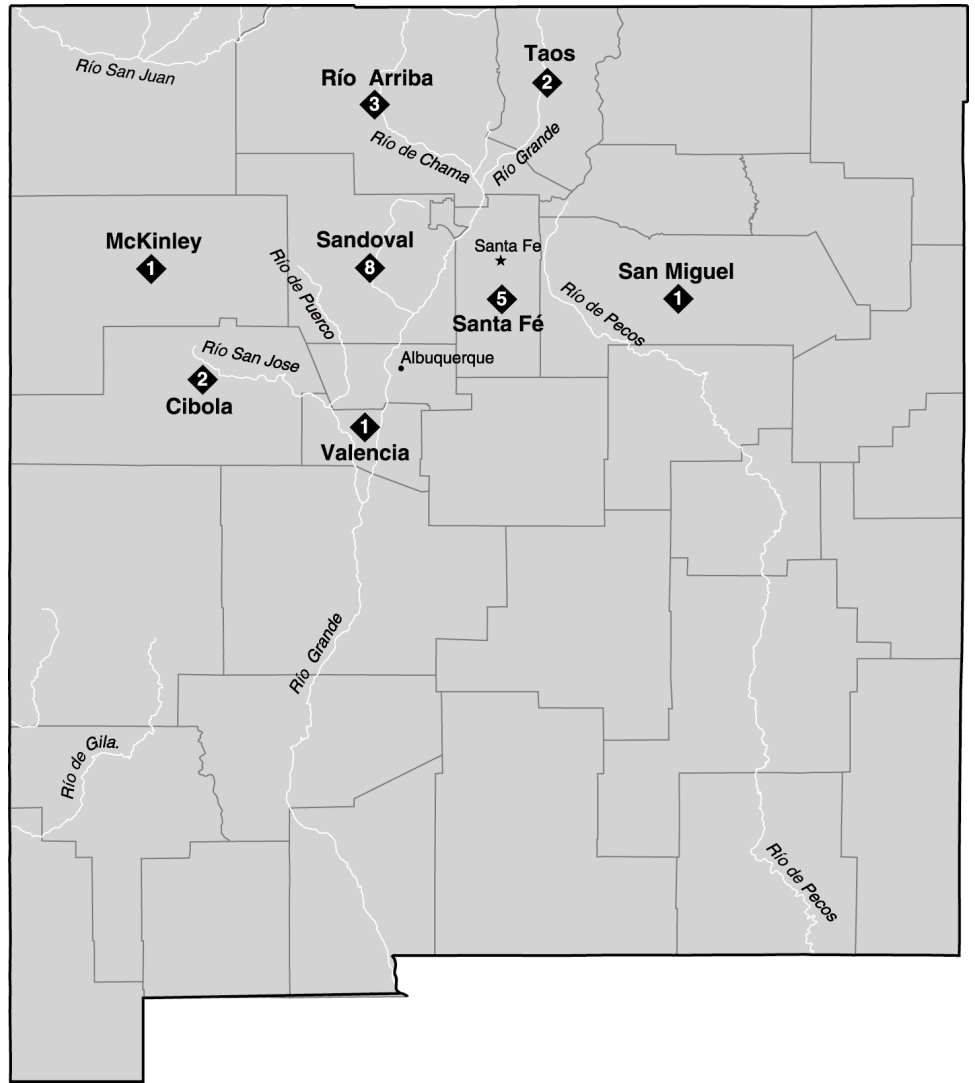 Río San Juan
Taos
2
Río Arriba
3
Río de Chama
Río Grande
McKinley
1
Sandoval
8
Santa Fe
5
Santa Fé
San Miguel
1
Río de Puerco
Río de Pecos
Río San Jose
2
Cibola
Albuquerque
1
Valencia
Río Grande
Río de Gila.
Río de Pecos